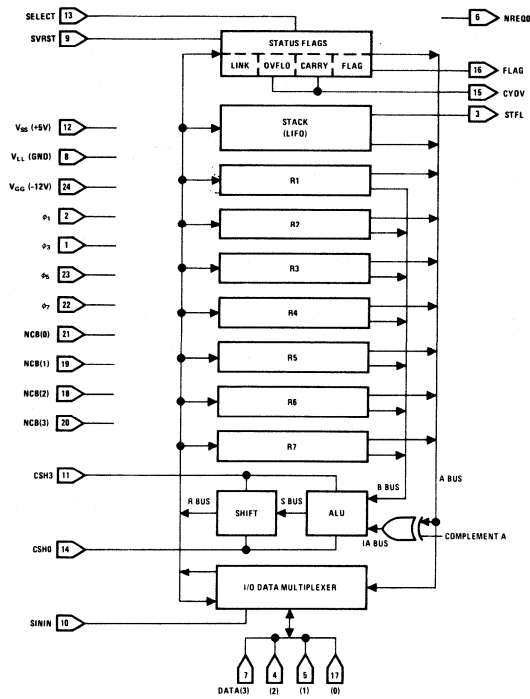 SELECT 13
6 NREQ0
SVRST 9
STATUS FLAGS
LINK OVFLO CARRY FLAG
16 FLAG
15 CYOV
3 STFL
VSS (+5V) 12
STACK
(LIFO)
VLL (GND) 8
VGG (-12V) 24
R1
φ1 2
R2
φ3 1
R3
φ5 23
φ7 22
R4
NCB(0) 21
NCB(1) 19
R5
NCB(2) 18
R6
NCB(3) 20
R7
CSH3 11
A BUS
B BUS
R BUS
SHIFT
S BUS
ALU
COMPLEMENT A
IA BUS
CSH0 14
I/O DATA MULTIPLEXER
SININ 10
7 4 5 17
DATA(3) (2) (1) (0)